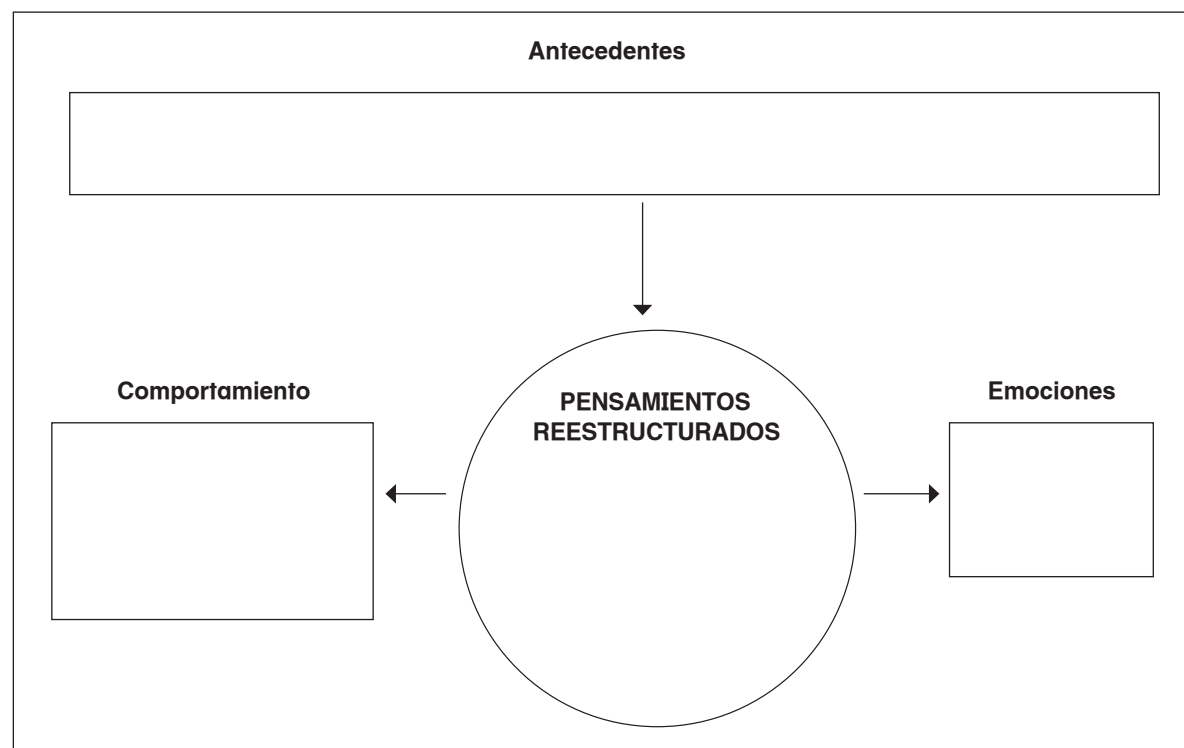 Antecedentes
Comportamiento
PENSAMIENTOS
REESTRUCTURADOS
Emociones